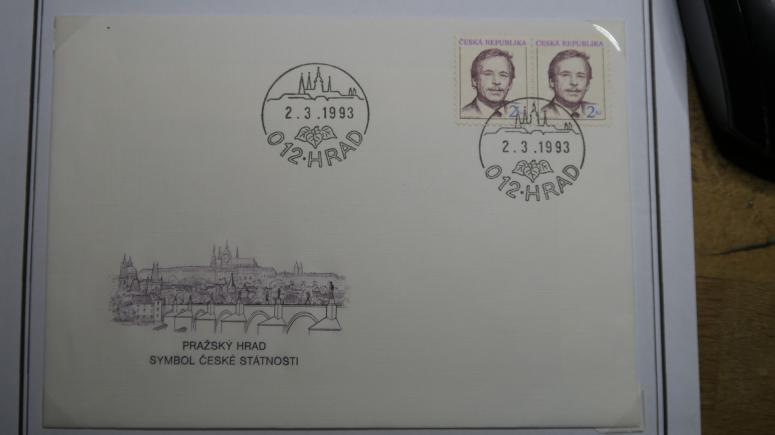 ČESKÁ REPUBLIKA
ČESKÁ REPUBLIKA
2
2 Kč
2.3.1993
012·HRAD
2.3.1993
012·HRAD
PRAŽSKÝ HRAD
SYMBOL ČESKÉ STÁTNOSTI